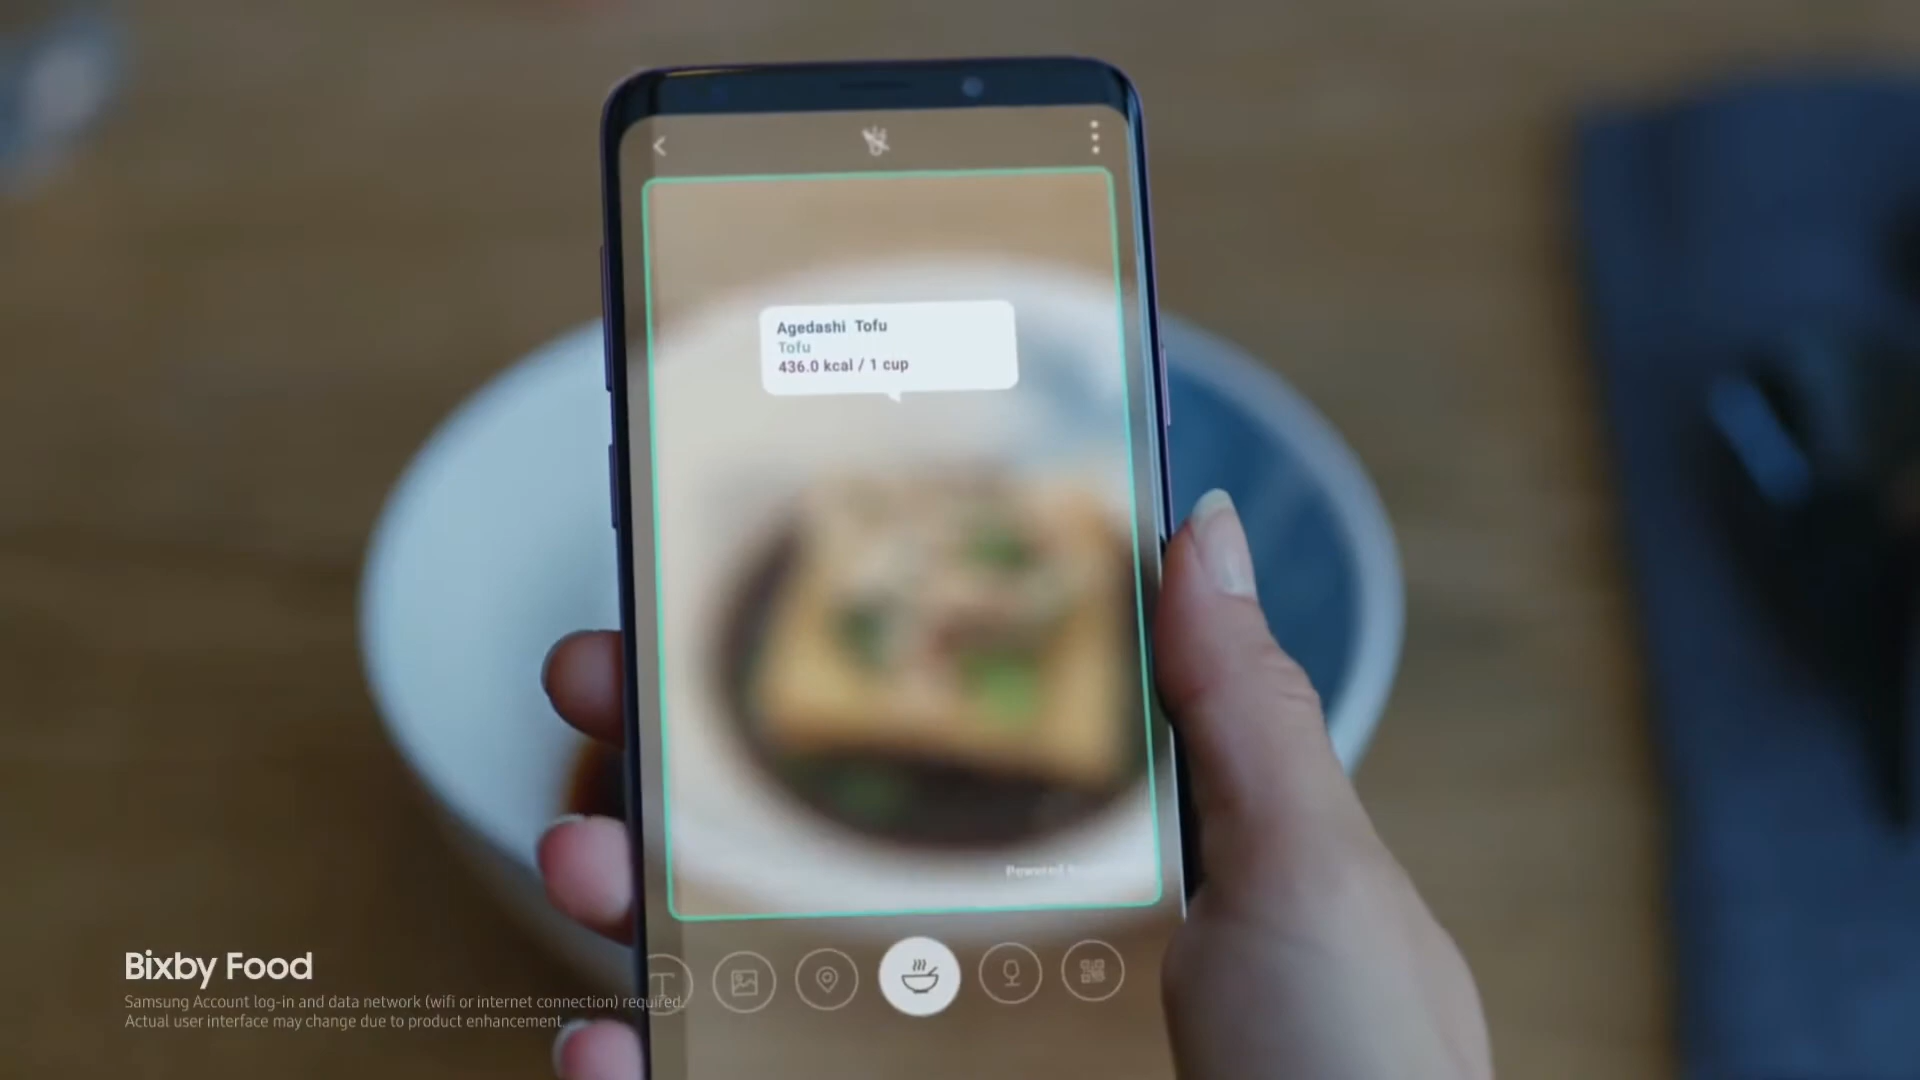 Agedashi Tofu
Tofu
436.0 kcal / 1 cup
Powered
T
Bixby Food
Samsung Account log-in and data network (wifi or internet connection) required.
Actual user interface may change due to product enhancement.